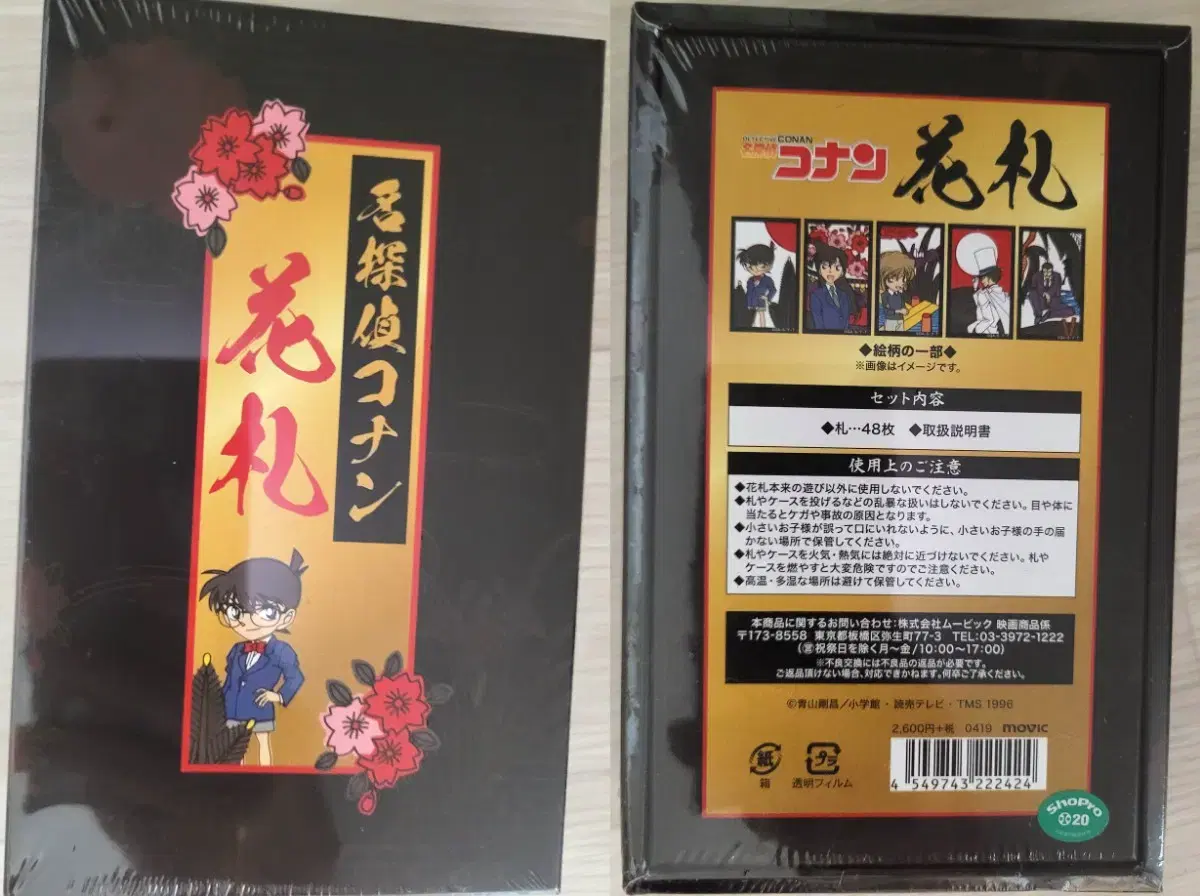 名探偵コナン
花札
DETECTIVE CONAN
名探偵
コナン
花札
◆絵柄の一部◆
※画像はイメージです。
セット内容
◆札…48枚 ◆取扱説明書
使用上のご注意
◆花札本来の遊び以外に使用しないでください。
◆札やケースを投げるなどの乱暴な扱いはしないでください。目や体に
当たるとケガや事故の原因となります。
◆小さいお子様が誤って口にいれないように、小さいお子様の手の届
かない場所で保管してください。
◆札やケースを火気・熱気には絶対に近づけないでください。札や
ケースを燃やすと大変危険ですのでご注意ください。
◆高温・多湿な場所は避けて保管してください。
本商品に関するお問い合わせ:株式会社ムービック 映画商品係
〒173-8558 東京都板橋区弥生町77-3 TEL:03-3972-1222
祝祭日を除く月～金/10:00～17:00)
※不良交換には不良品の返品が必要です。
ご返品頂けない場合、対応できかねます。何卒ご了承ください。
©青山剛昌/小学館・読売テレビ・TMS 1996
2,600円+税 0419 movic
紙
箱
プラ
透明フィルム
4 549743 222424
ShoPro
20